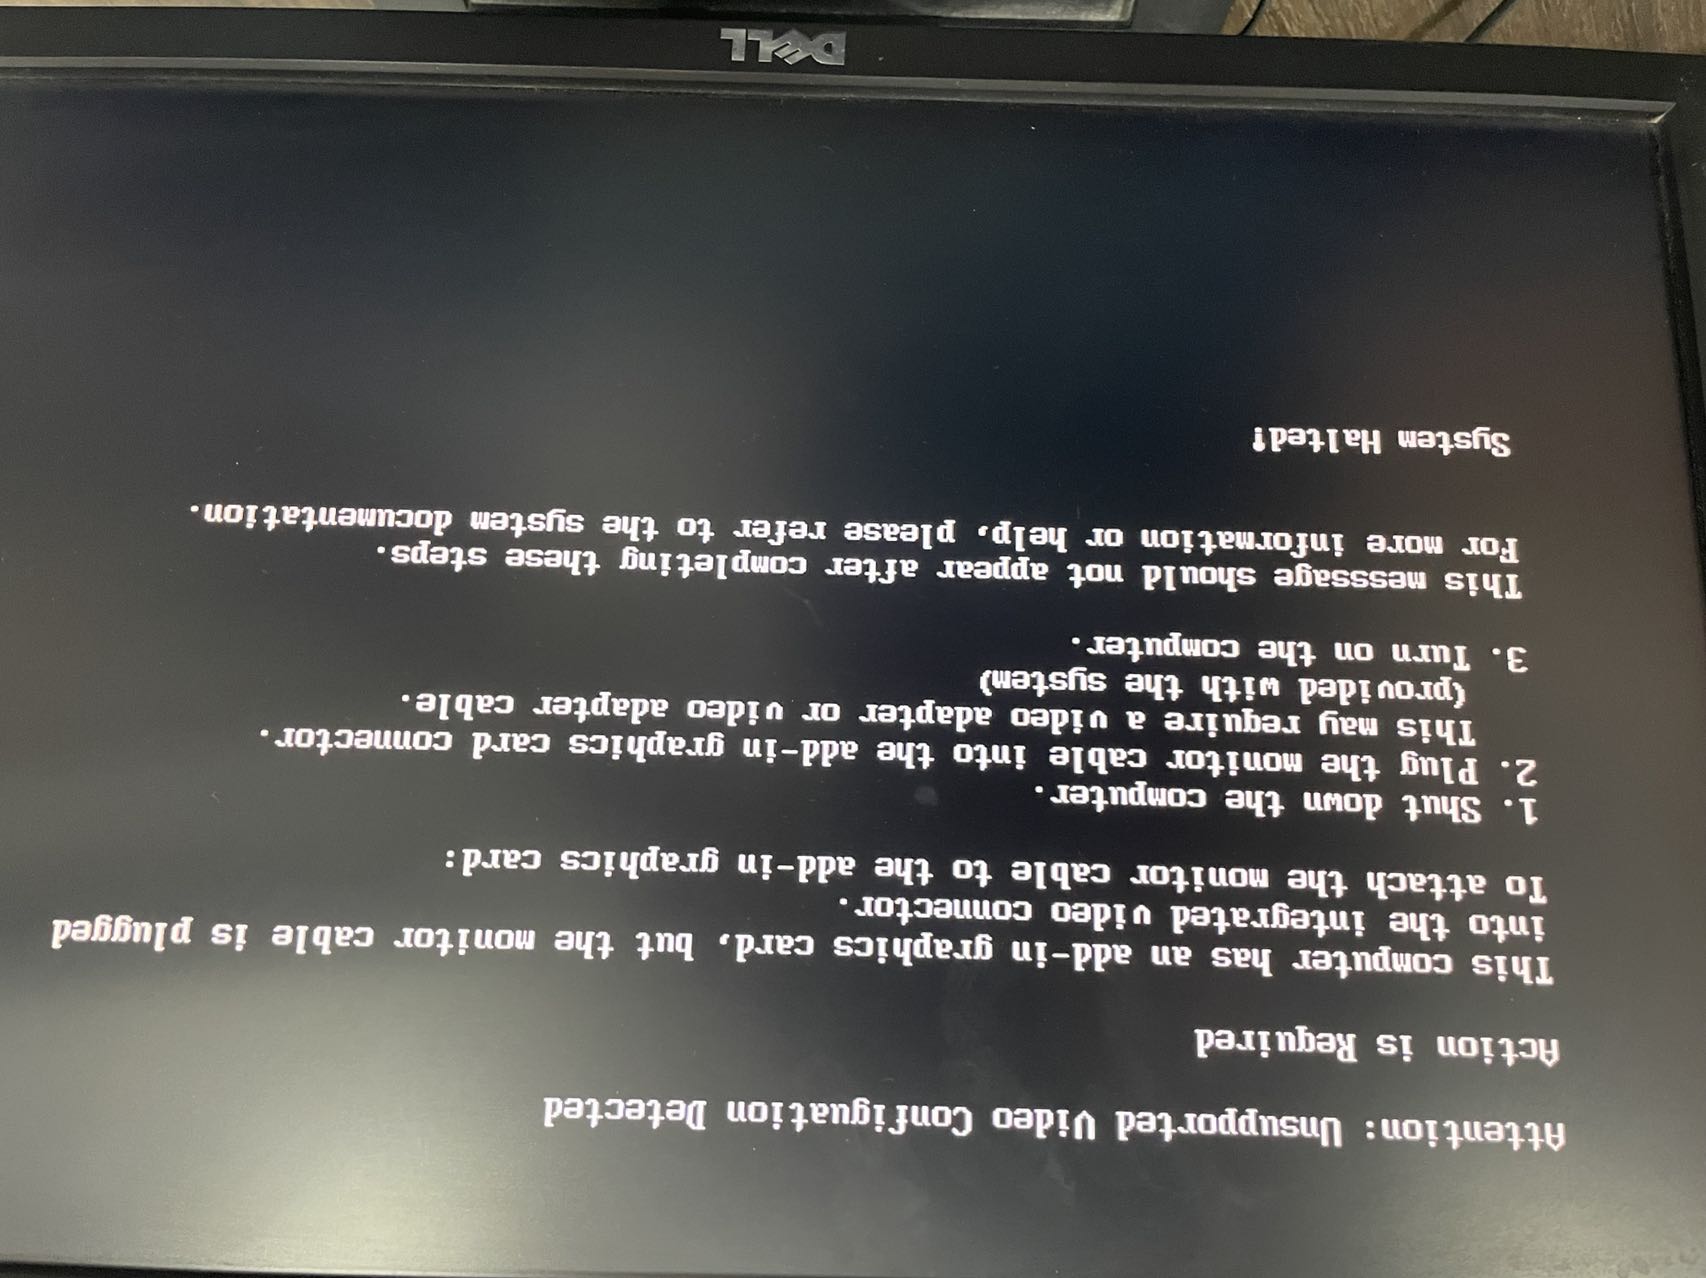 Attention: Unsupported Video Configuation Detected
Action is Required
This computer has an add-in graphics card, but the monitor cable is plugged
into the integrated video connector.
To attach the monitor cable to the add-in graphics card:
1. Shut down the computer.
2. Plug the monitor cable into the add-in graphics card connector.
This may require a video adapter or video adapter cable.
(provided with the system)
3. Turn on the computer.
This messsage should not appear after completing these steps.
For more information or help, please refer to the system documentation.
System Halted!
DELL